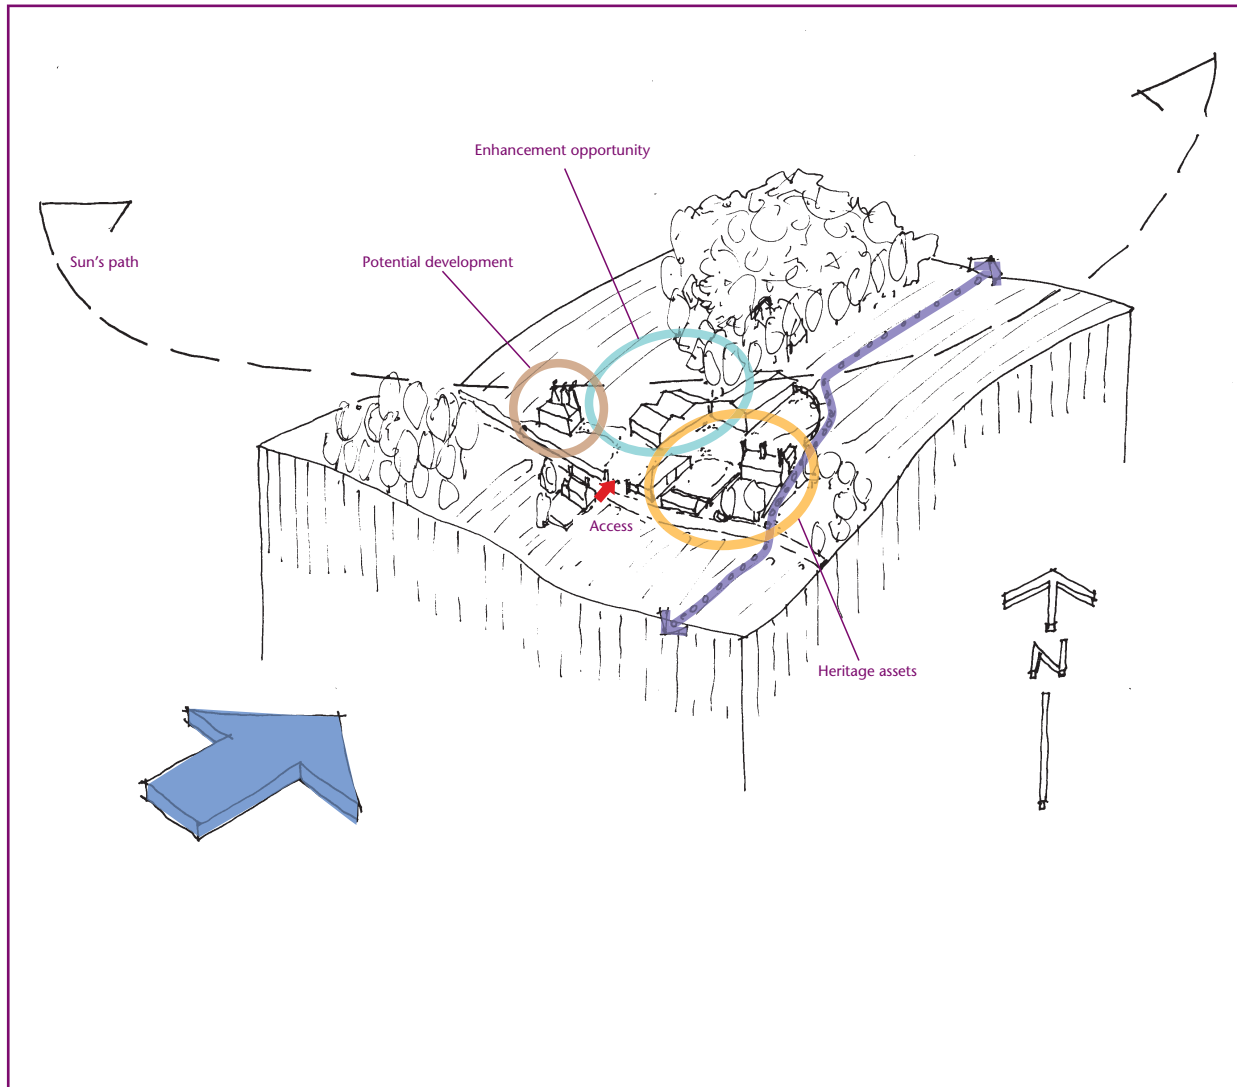 Enhancement opportunity
Sun's path
Potential development
Access
Heritage assets
N